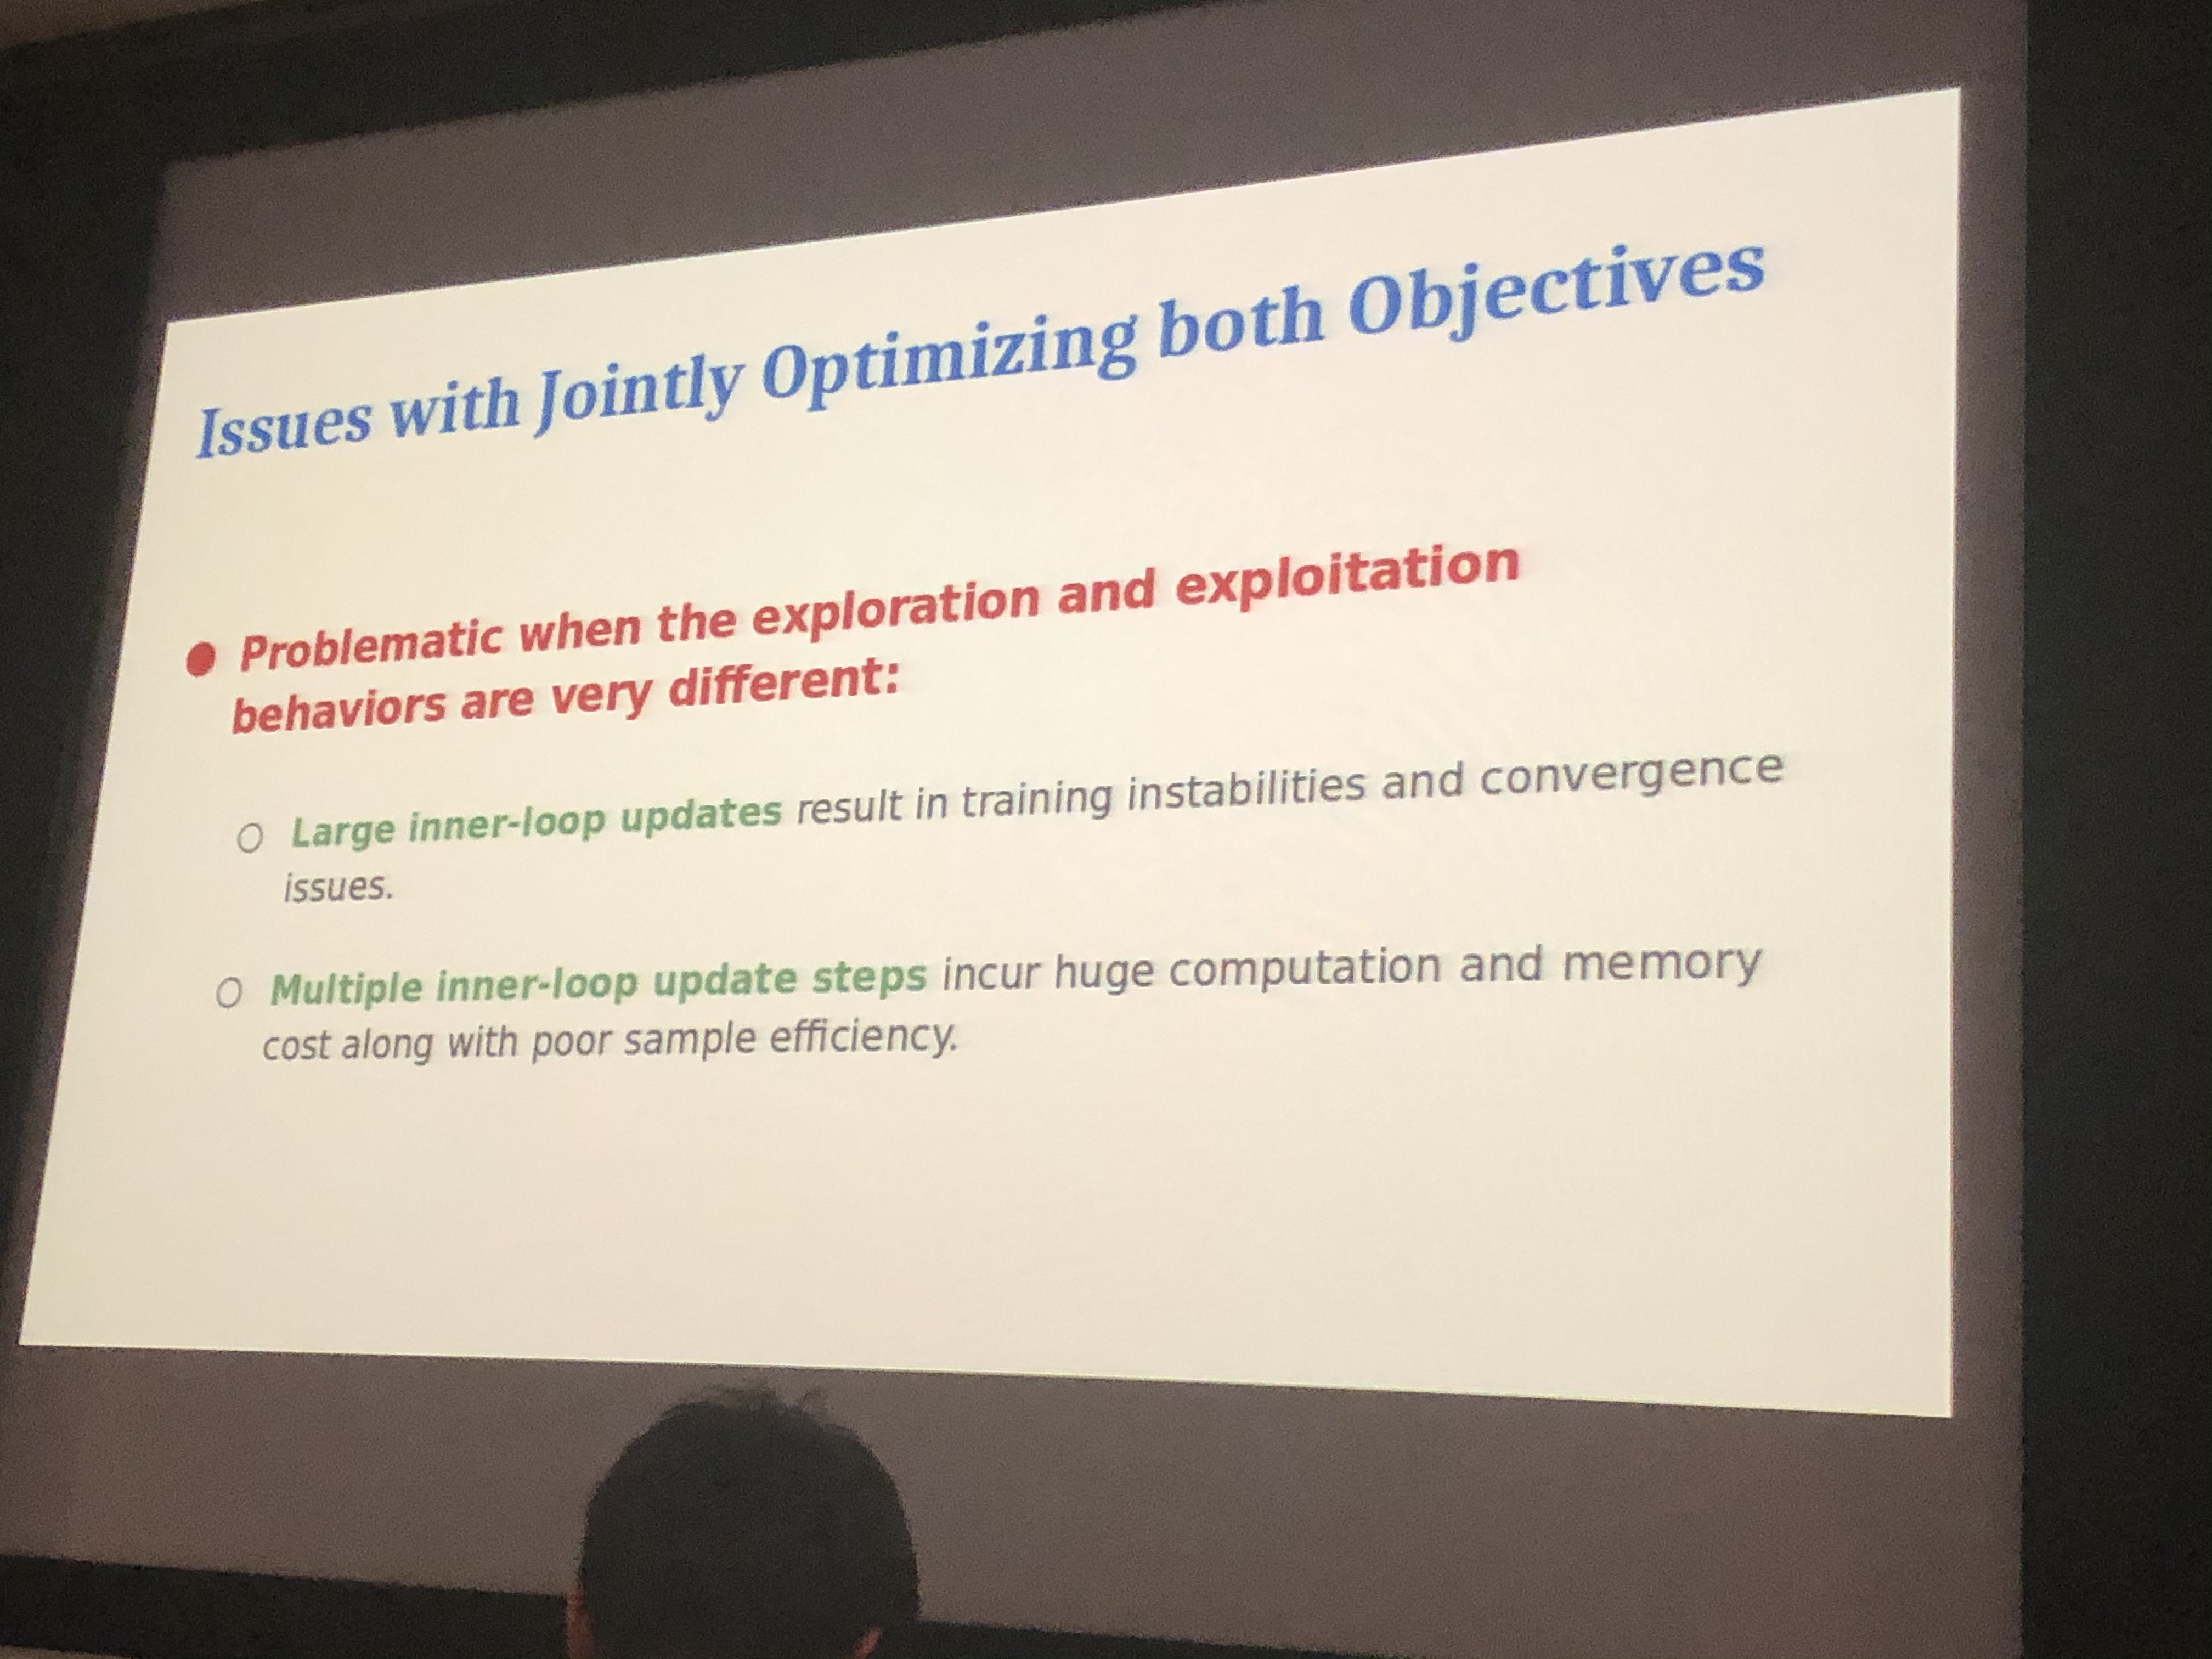 Issues with Jointly Optimizing both Objectives
● Problematic when the exploration and exploitation
behaviors are very different:
○ Large inner-loop updates result in training instabilities and convergence
issues.
○ Multiple inner-loop update steps incur huge computation and memory
cost along with poor sample efficiency.